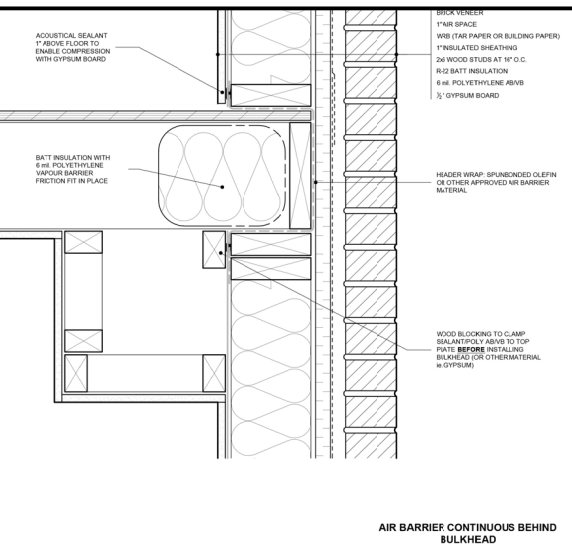 BRICK VENEER
1" AIR SPACE
WRB (TAR PAPER OR BUILDING PAPER)
1" INSULATED SHEATHING
2x6 WOOD STUDS AT 16" O.C.
R-22 BATT INSULATION
6 mil. POLYETHYLENE AB/VB
½" GYPSUM BOARD
ACOUSTICAL SEALANT
1" ABOVE FLOOR TO
ENABLE COMPRESSION
WITH GYPSUM BOARD
BATT INSULATION WITH
6 mil. POLYETHYLENE
VAPOUR BARRIER
FRICTION FIT IN PLACE
HEADER WRAP: SPUNBONDED OLEFIN
OR OTHER APPROVED AIR BARRIER
MATERIAL
WOOD BLOCKING TO CLAMP
SEALANT/POLY AB/VB TO TOP
PLATE BEFORE INSTALLING
BULKHEAD (OR OTHER MATERIAL
ie. GYPSUM)
AIR BARRIER CONTINUOUS BEHIND
BULKHEAD